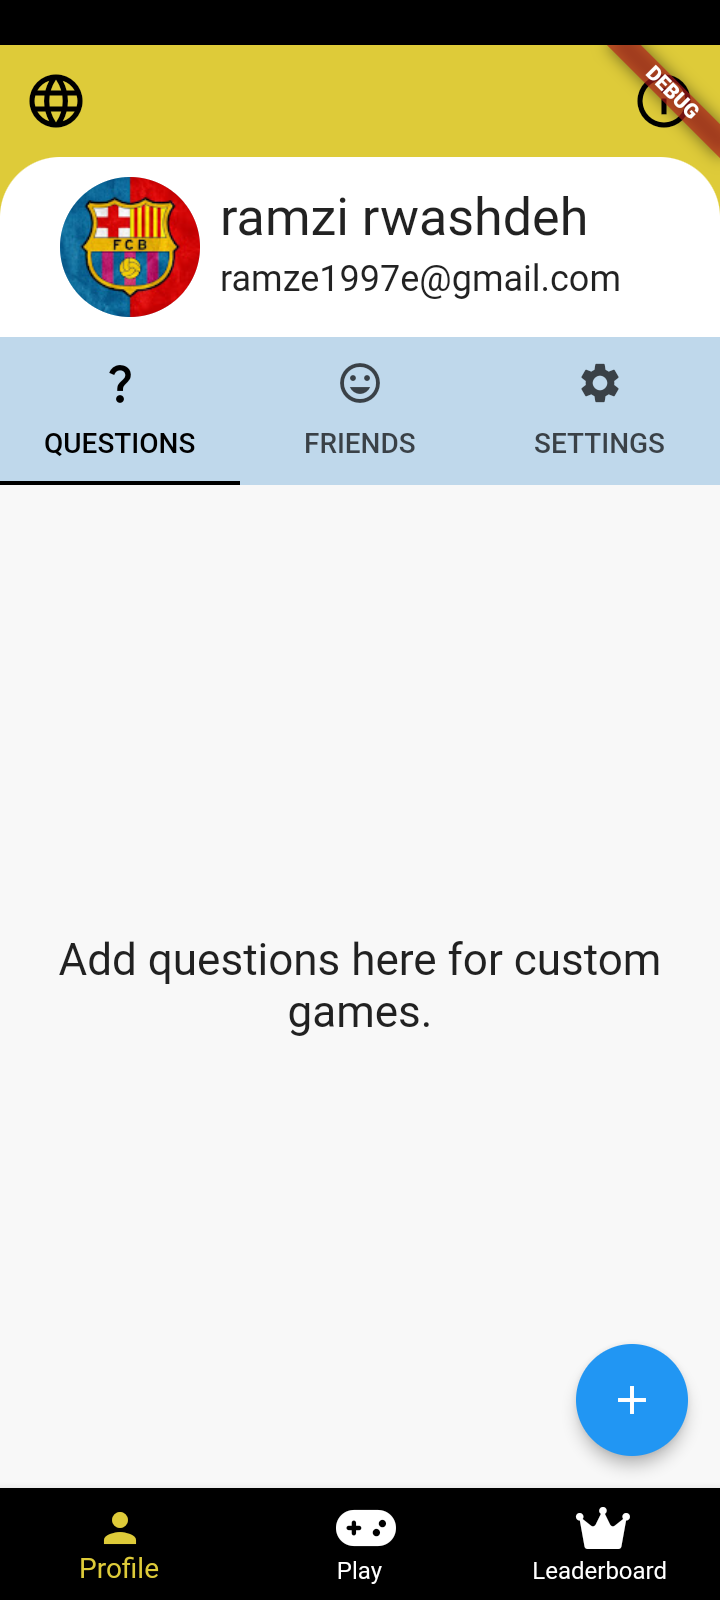 DEBUG
FCB
ramzi rwashdeh
ramze1997e@gmail.com
QUESTIONS FRIENDS SETTINGS
Add questions here for custom
games.
Profile Play Leaderboard